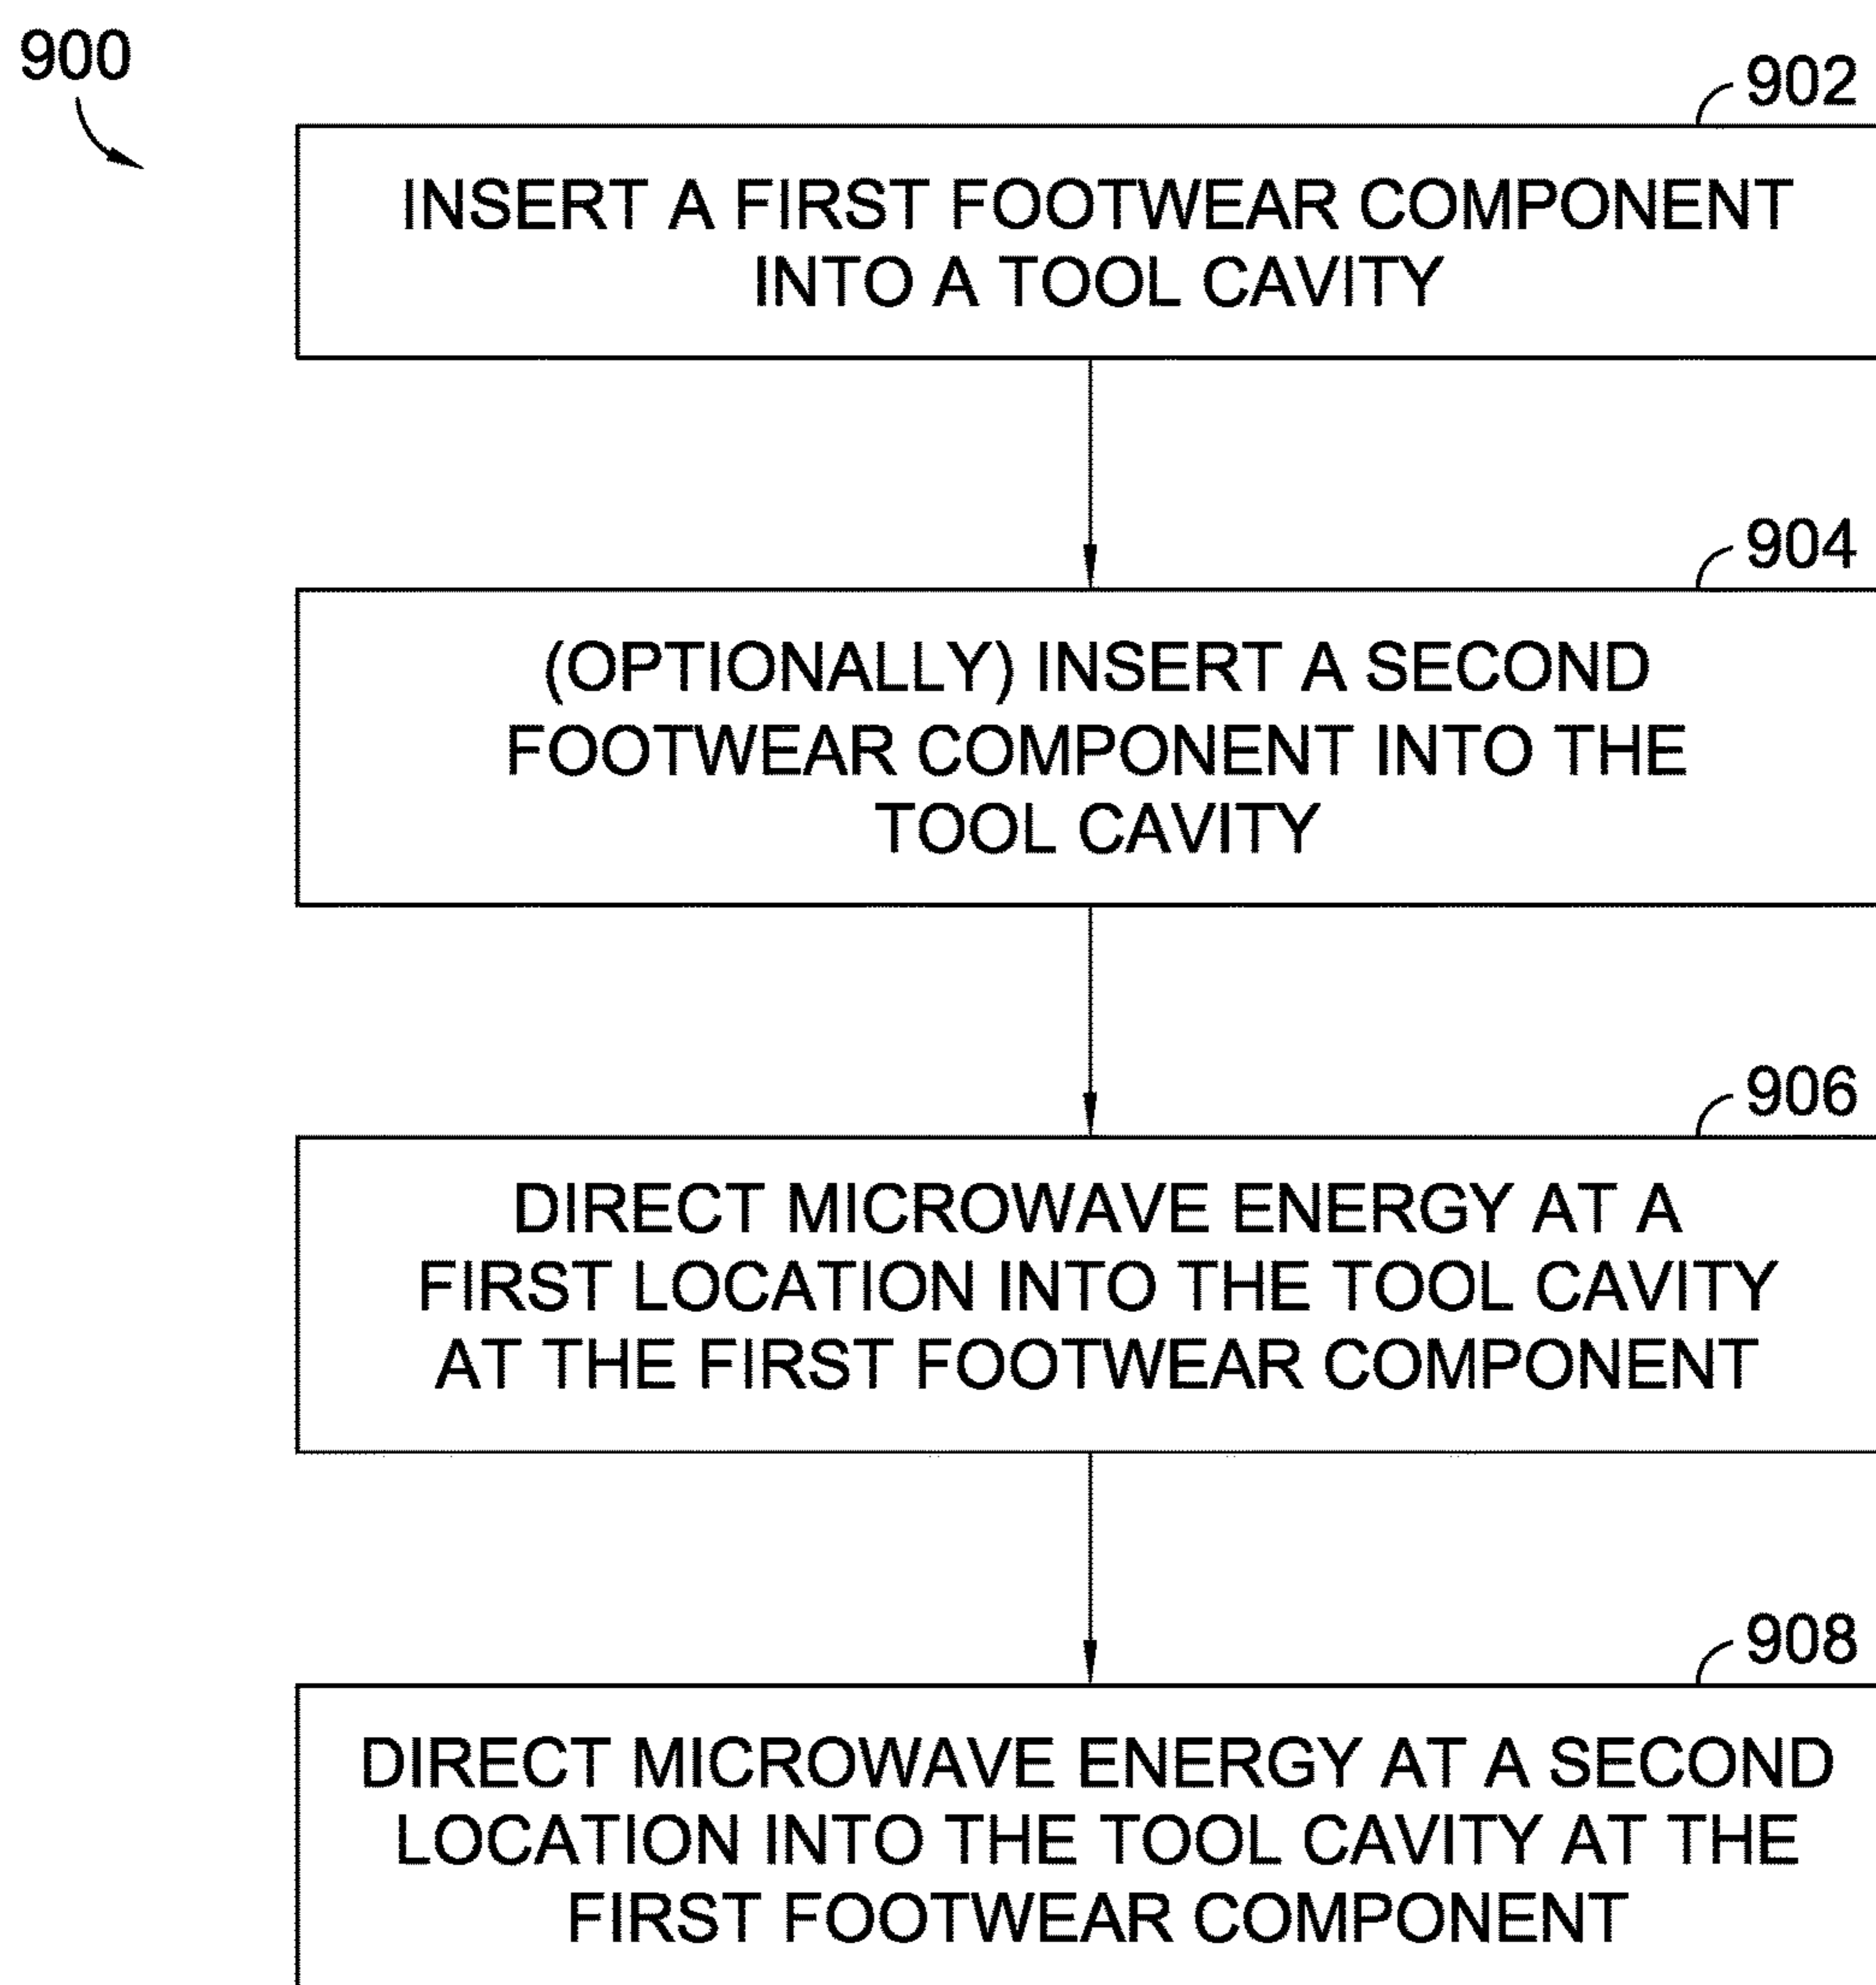 900
902
INSERT A FIRST FOOTWEAR COMPONENT
INTO A TOOL CAVITY
904
(OPTIONALLY) INSERT A SECOND
FOOTWEAR COMPONENT INTO THE
TOOL CAVITY
906
DIRECT MICROWAVE ENERGY AT A
FIRST LOCATION INTO THE TOOL CAVITY
AT THE FIRST FOOTWEAR COMPONENT
908
DIRECT MICROWAVE ENERGY AT A SECOND
LOCATION INTO THE TOOL CAVITY AT THE
FIRST FOOTWEAR COMPONENT